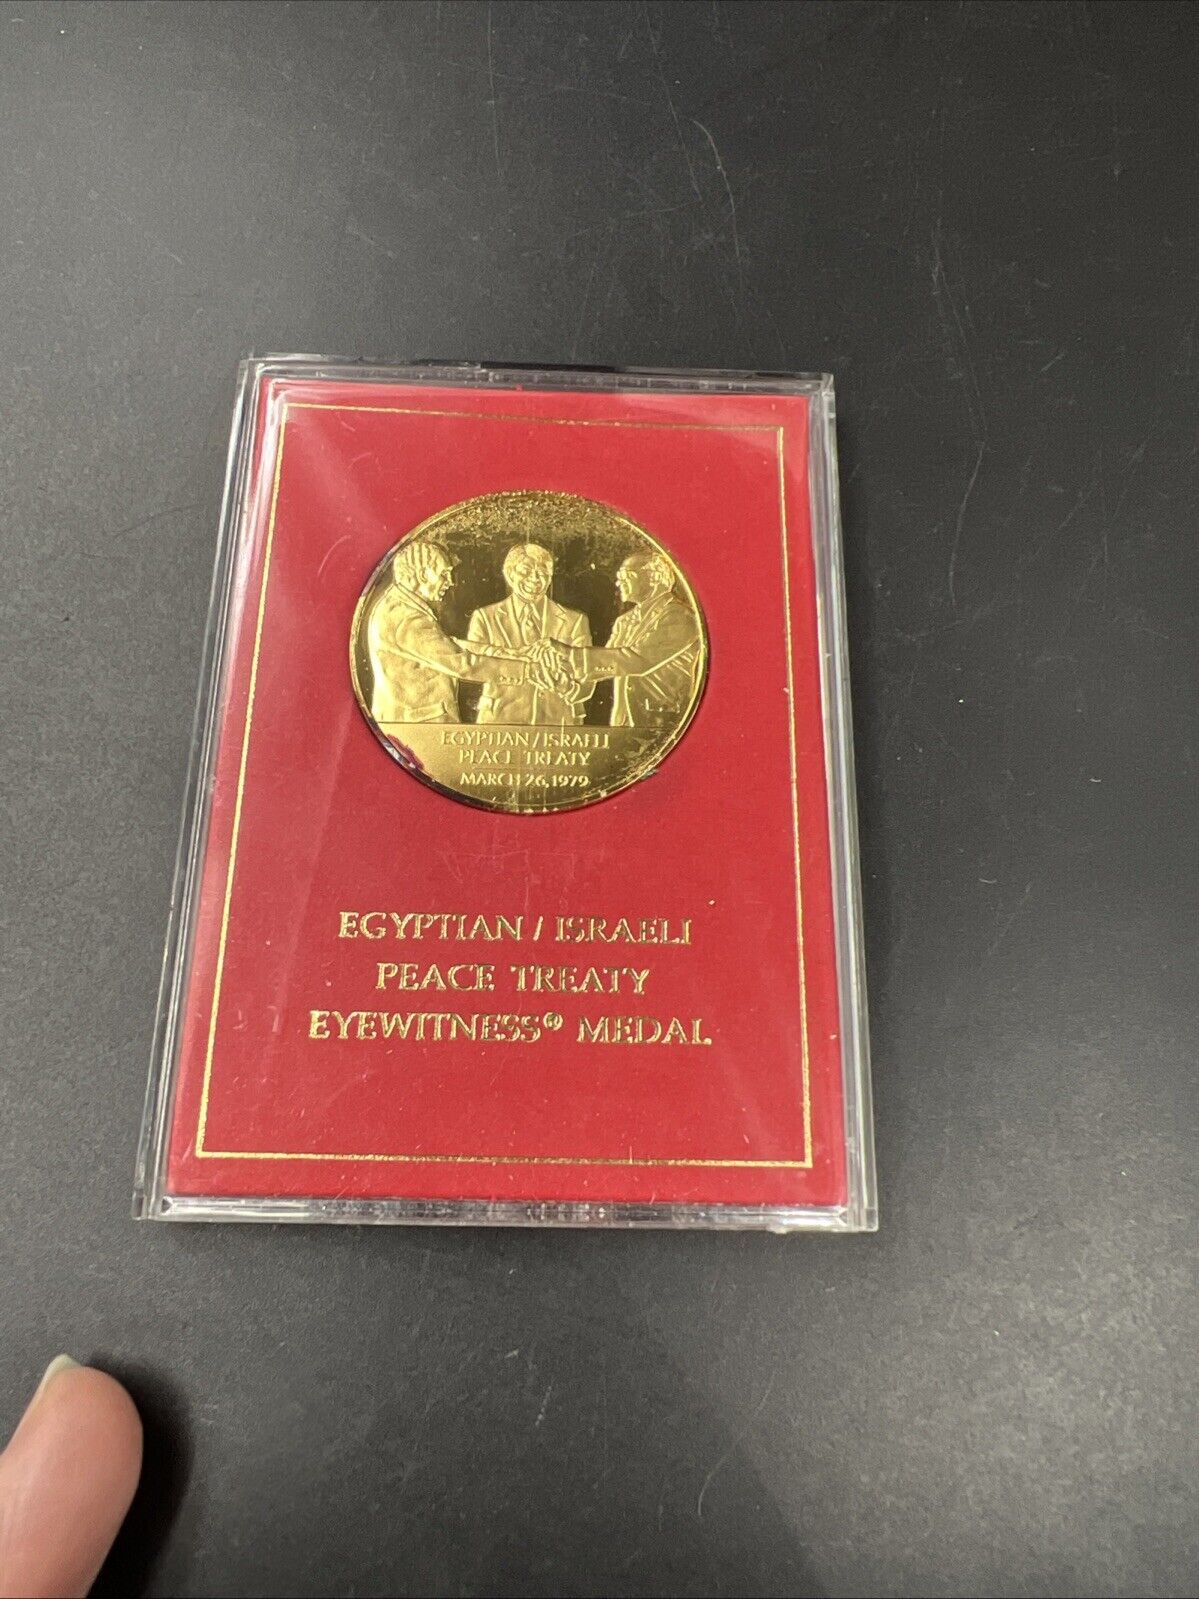 EGYPTIAN/ISRAELI
PEACE TREATY
MARCH 26, 1979
EGYPTIAN / ISRAELI
PEACE TREATY
EYEWITNESS® MEDAL